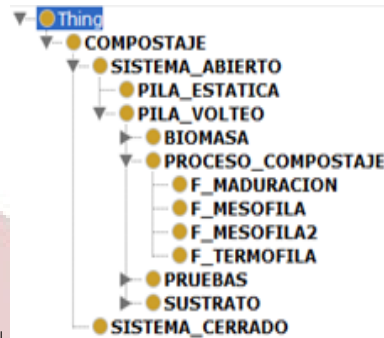 Thing
COMPOSTAJE
SISTEMA_ABIERTO
PILA_ESTATICA
PILA_VOLTEO
BIOMASA
PROCESO_COMPOSTAJE
F_MADURACION
F_MESOFILA
F_MESOFILA2
F_TERMOFILA
PRUEBAS
SUSTRATO
SISTEMA_CERRADO